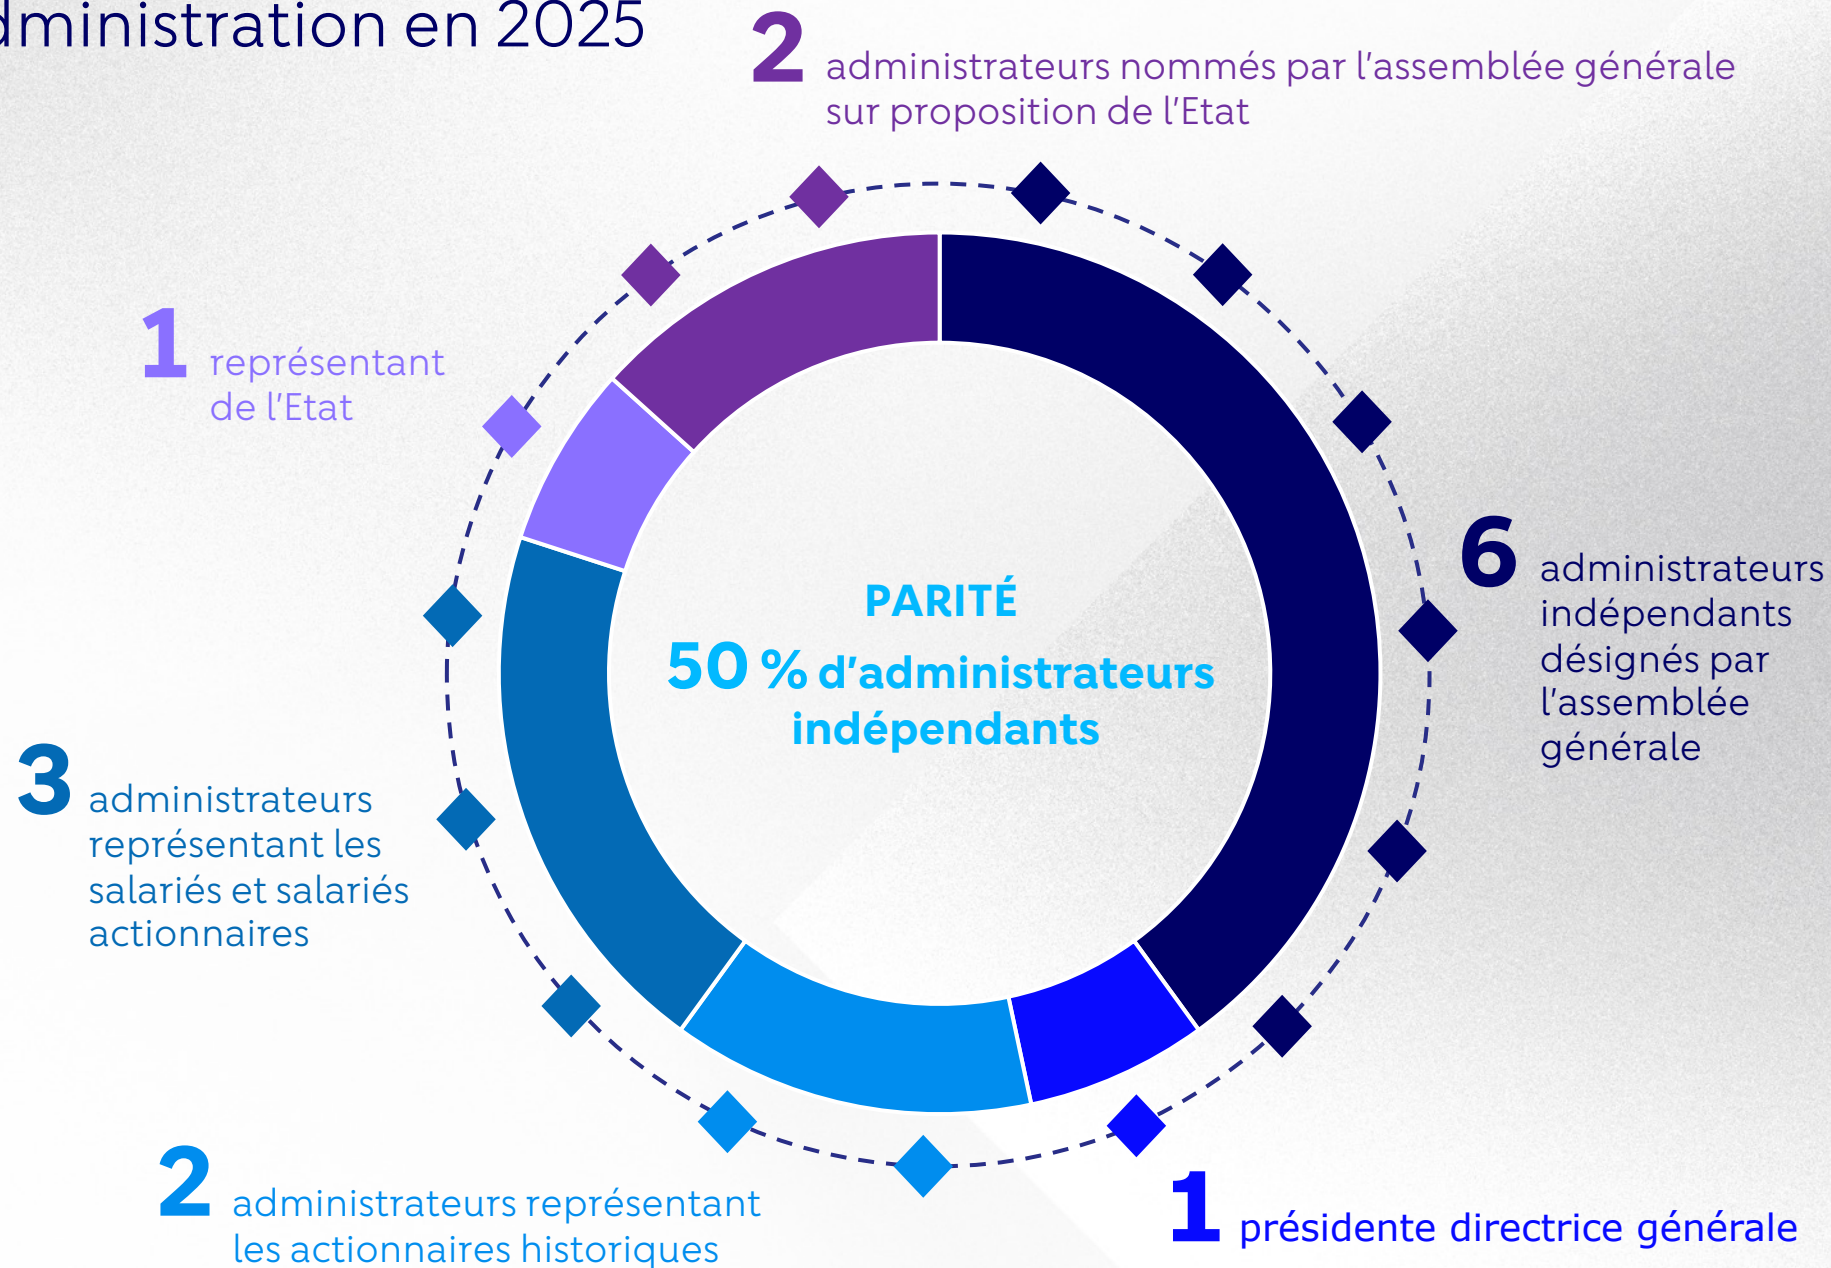 administration en 2025
2 administrateurs nommés par l'assemblée générale
sur proposition de l'Etat
1 représentant
de l'Etat
6 administrateurs
indépendants
désignés par
l'assemblée
générale
PARITÉ
50 % d'administrateurs
indépendants
3 administrateurs
représentant les
salariés et salariés
actionnaires
2 administrateurs représentant
les actionnaires historiques
1 présidente directrice générale